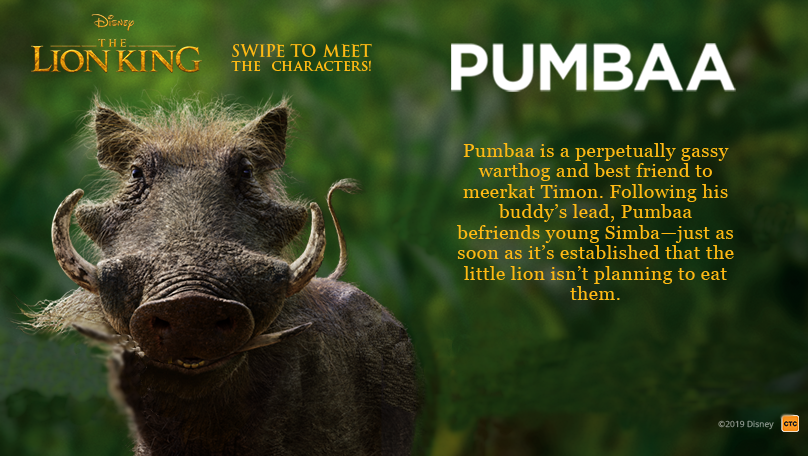 Disney
THE
LION KING
SWIPE TO MEET
THE CHARACTERS!
PUMBAA
Pumbaa is a perpetually gassy
warthog and best friend to
meerkat Timon. Following his
buddy’s lead, Pumbaa
befriends young Simba—just as
soon as it’s established that the
little lion isn’t planning to eat
them.
©2019 Disney
CTC